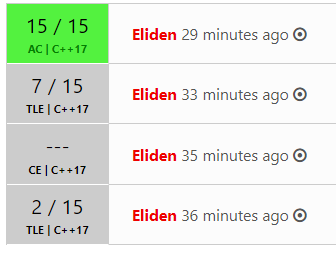 15 / 15
AC | C++17
Eliden 29 minutes ago
7 / 15
TLE | C++17
Eliden 33 minutes ago
---
CE | C++17
Eliden 35 minutes ago
2 / 15
TLE | C++17
Eliden 36 minutes ago